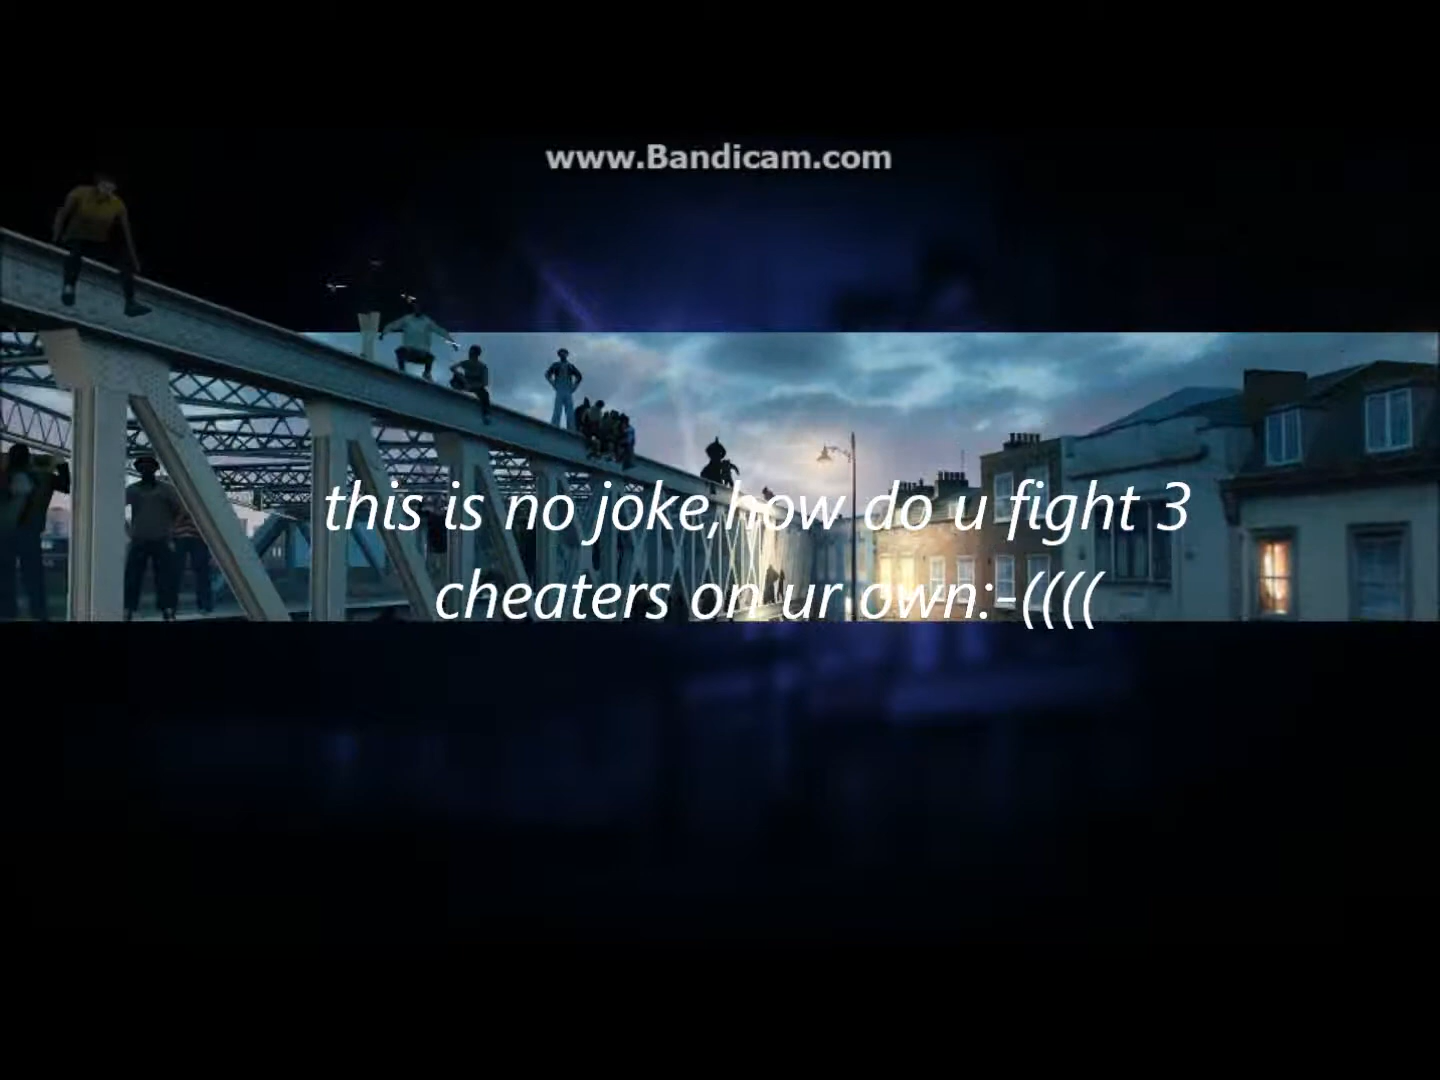 www.Bandicam.com
this is no joke,how do u fight 3
cheaters on ur own:-((((